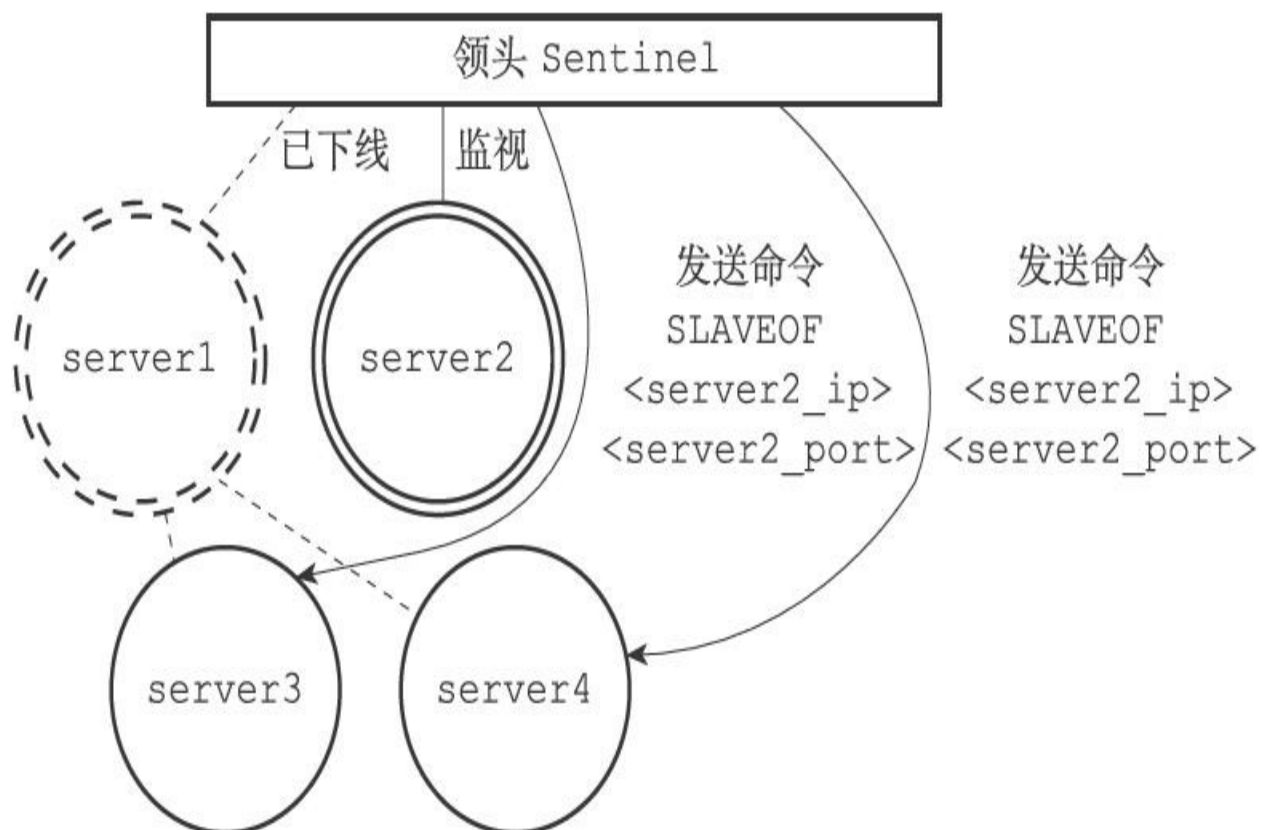 领头 Sentinel
已下线
监视
server1
server2
发送命令
SLAVEOF
<server2_ip>
<server2_port>
发送命令
SLAVEOF
<server2_ip>
<server2_port>
server3
server4